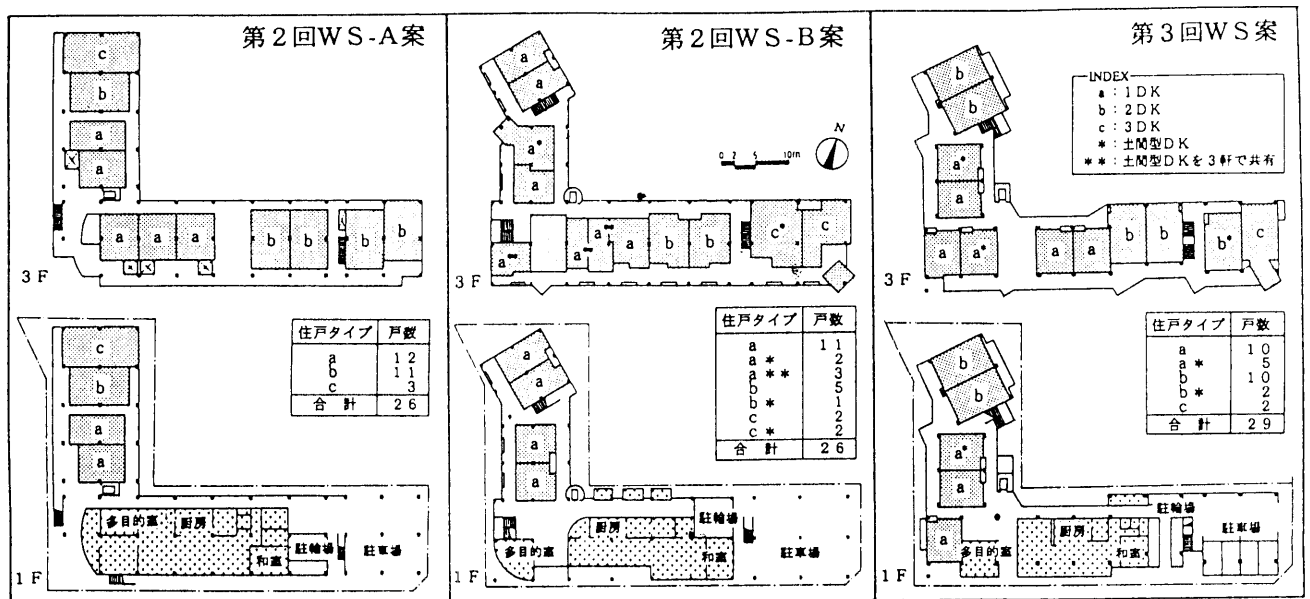 第2回WS-A案
c
b
a
a
a
a
a
b
b
b
b
3F
住戸タイプ 戸数
a 12
b 11
c 3
合計 26
c
b
a
a
多目的室
厨房
和室
駐輪場
駐車場
1F
第2回WS-B案
a
a
a*
a
N
0 2 5 10m
a**
a**
a**
a
b
b
c*
c
3F
住戸タイプ 戸数
a 11
a* 2
a** 3
b 5
b* 1
c 2
c* 2
合計 26
a
a
a
a
多目的室
厨房
和室
駐輪場
駐車場
1F
第3回WS案
INDEX
a:1DK
b:2DK
c:3DK
*:土間型DK
**:土間型DKを3軒で共有
b
b
a*
a
a
a*
a
a
b
b
b*
c
3F
住戸タイプ 戸数
a 10
a* 5
b 10
b* 2
c 2
合計 29
b
b
a*
a
a
多目的室
厨房
和室
駐輪場
駐車場
1F